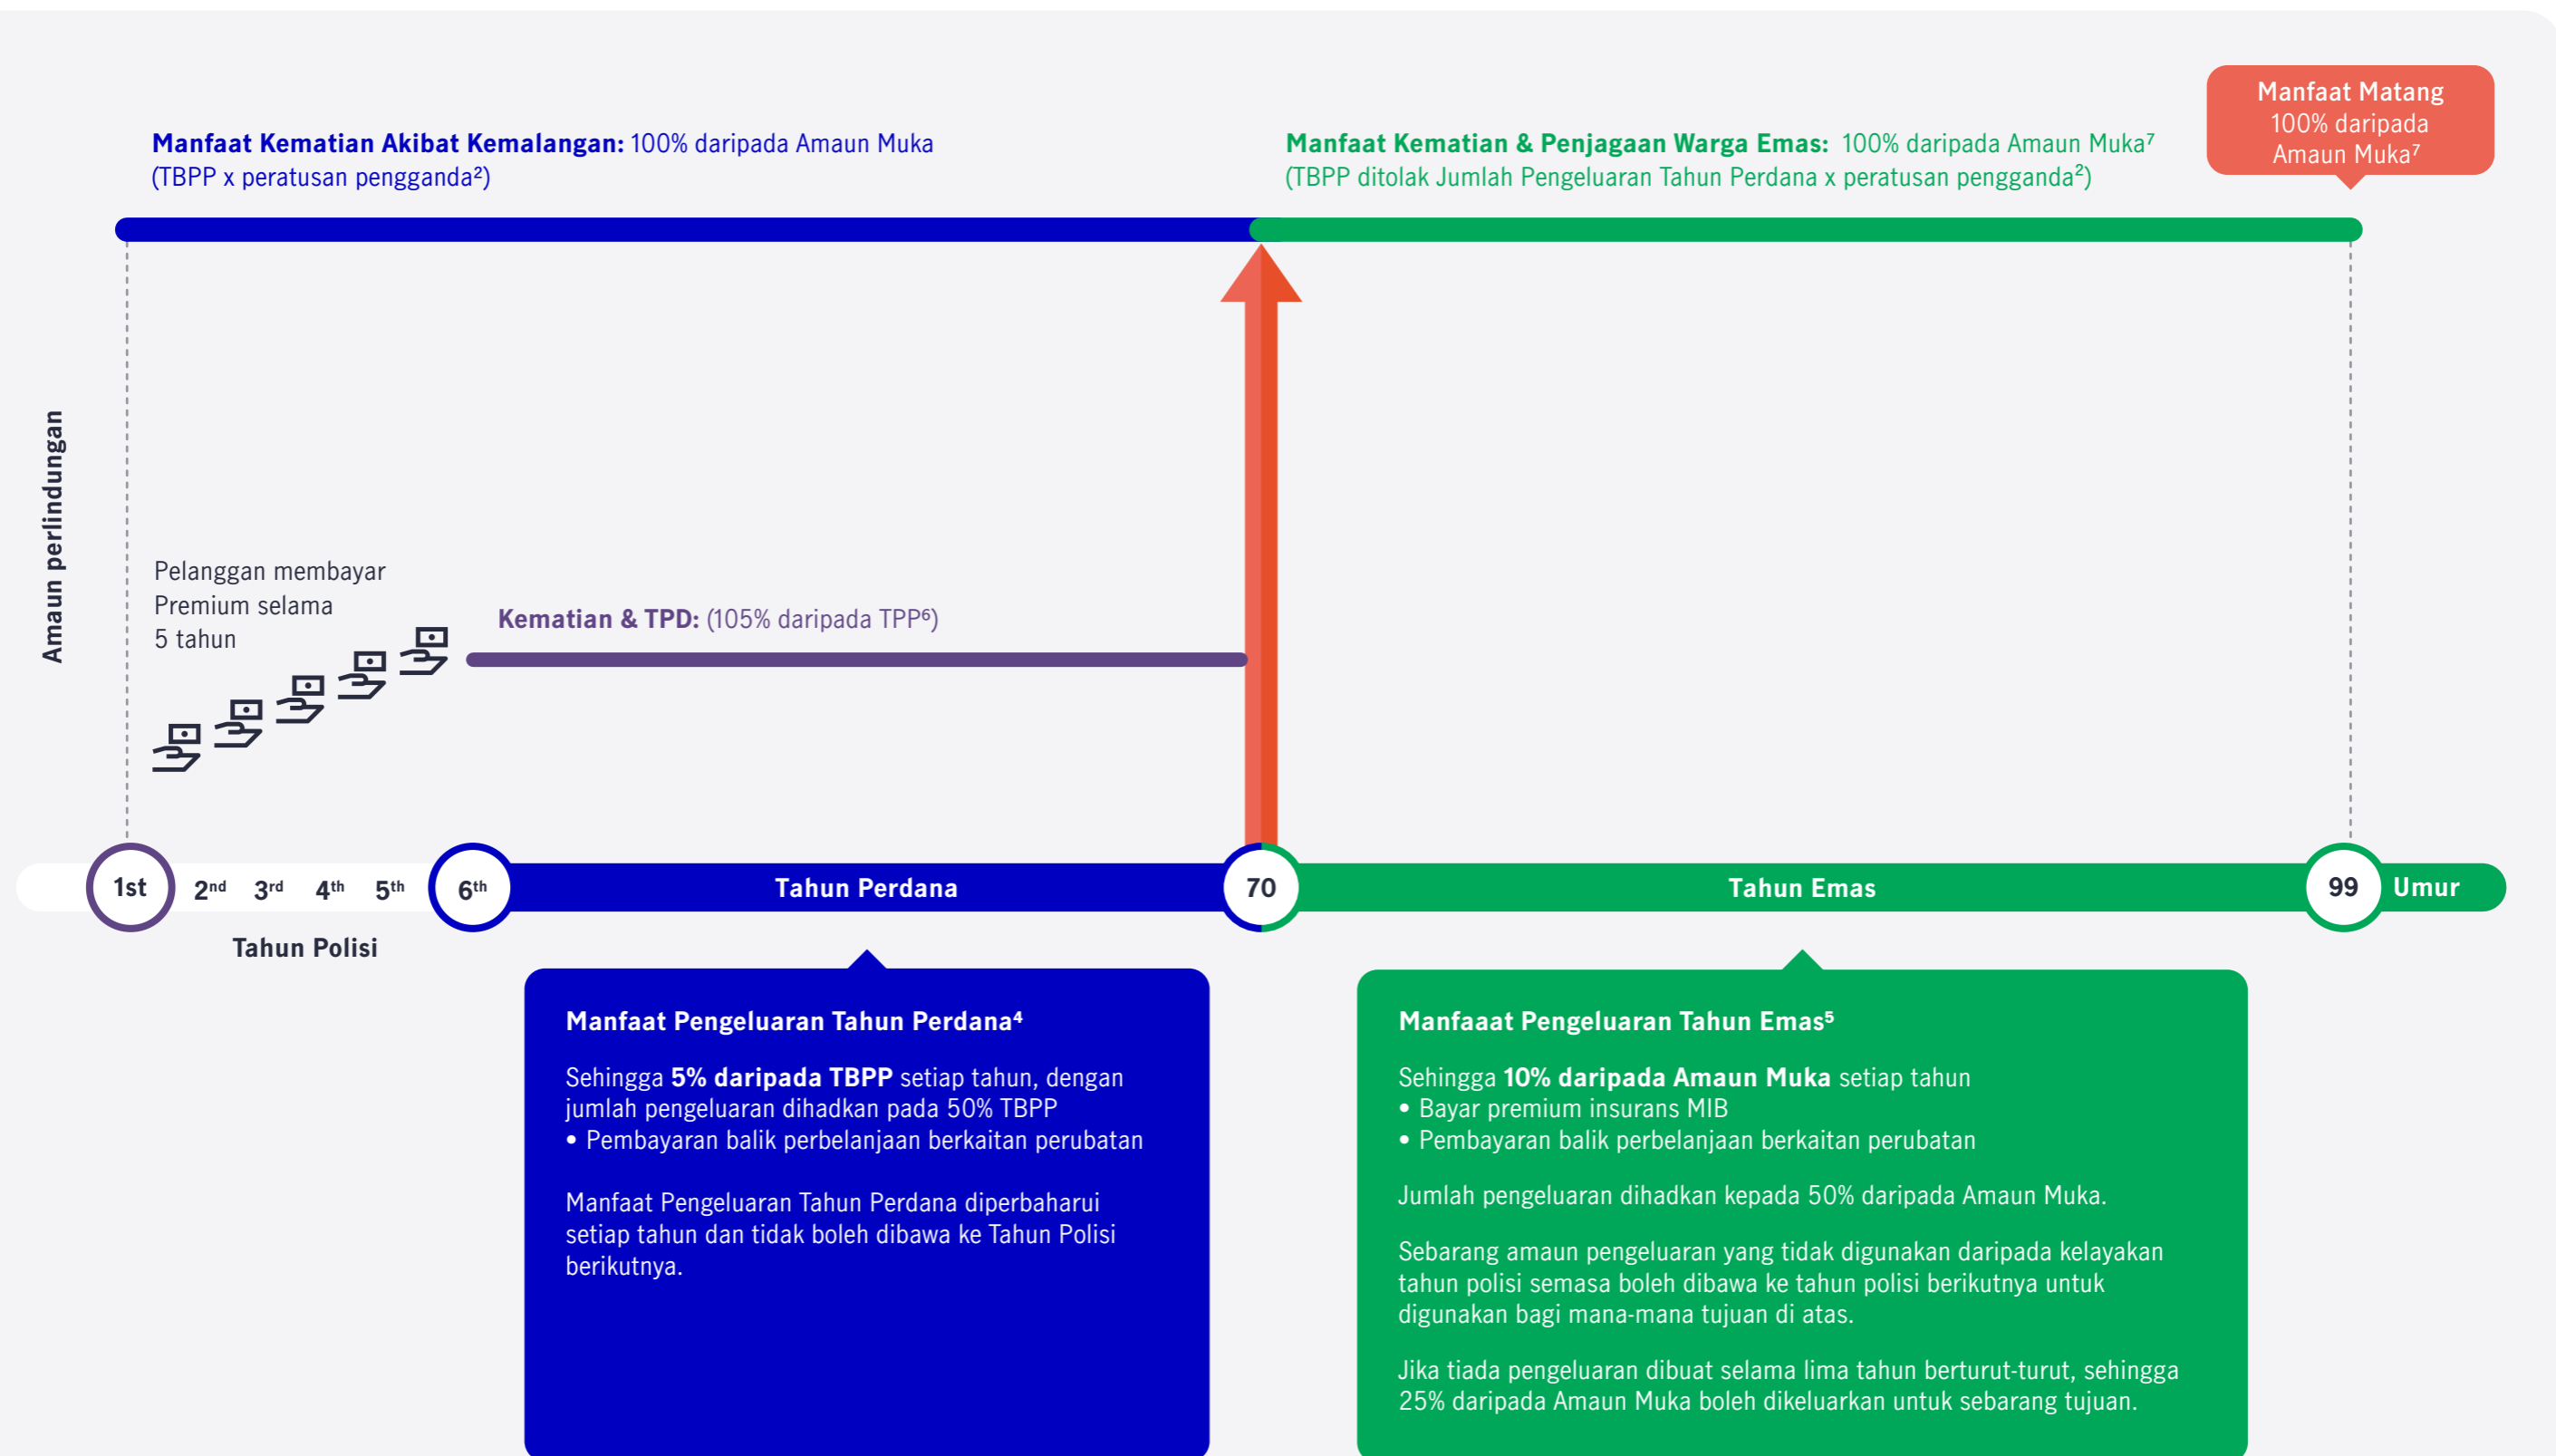 Manfaat Matang
100% daripada
Amaun Muka⁷
Manfaat Kematian Akibat Kemalangan: 100% daripada Amaun Muka
(TBPP x peratusan pengganda²)
Manfaat Kematian & Penjagaan Warga Emas: 100% daripada Amaun Muka⁷
(TBPP ditolak Jumlah Pengeluaran Tahun Perdana x peratusan pengganda²)
Amaun perlindungan
Pelanggan membayar
Premium selama
5 tahun
Kematian & TPD: (105% daripada TPP⁶)
1st 2nd 3rd 4th 5th 6th Tahun Perdana 70 Tahun Emas 99 Umur
Tahun Polisi
Manfaat Pengeluaran Tahun Perdana⁴
Sehingga 5% daripada TBPP setiap tahun, dengan
jumlah pengeluaran dihadkan pada 50% TBPP
• Pembayaran balik perbelanjaan berkaitan perubatan
Manfaat Pengeluaran Tahun Perdana diperbaharui
setiap tahun dan tidak boleh dibawa ke Tahun Polisi
berikutnya.
Manfaaat Pengeluaran Tahun Emas⁵
Sehingga 10% daripada Amaun Muka setiap tahun
• Bayar premium insurans MIB
• Pembayaran balik perbelanjaan berkaitan perubatan
Jumlah pengeluaran dihadkan kepada 50% daripada Amaun Muka.
Sebarang amaun pengeluaran yang tidak digunakan daripada kelayakan
tahun polisi semasa boleh dibawa ke tahun polisi berikutnya untuk
digunakan bagi mana-mana tujuan di atas.
Jika tiada pengeluaran dibuat selama lima tahun berturut-turut, sehingga
25% daripada Amaun Muka boleh dikeluarkan untuk sebarang tujuan.